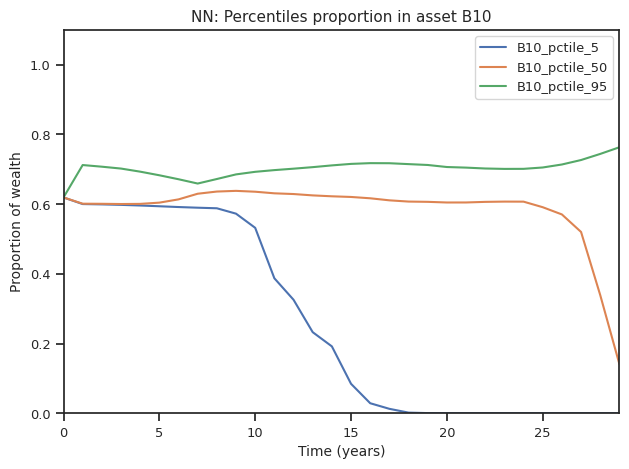 NN: Percentiles proportion in asset B10
B10_pctile_5
B10_pctile_50
B10_pctile_95
Proportion of wealth
1.0
0.8
0.6
0.4
0.2
0.0
0 5 10 15 20 25
Time (years)